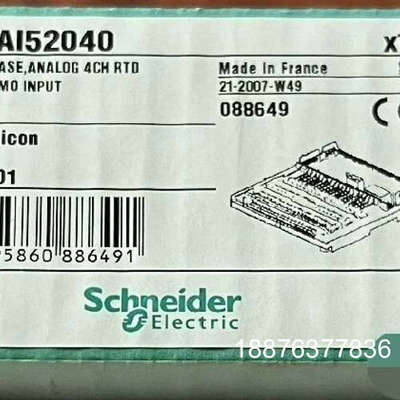 AI52040
ASE,ANALOG 4CH RTD
MO INPUT
icon
01
5860 886491
x
Made In France
21-2007-W49
088649
CE
Schneider
Electric
18876377836